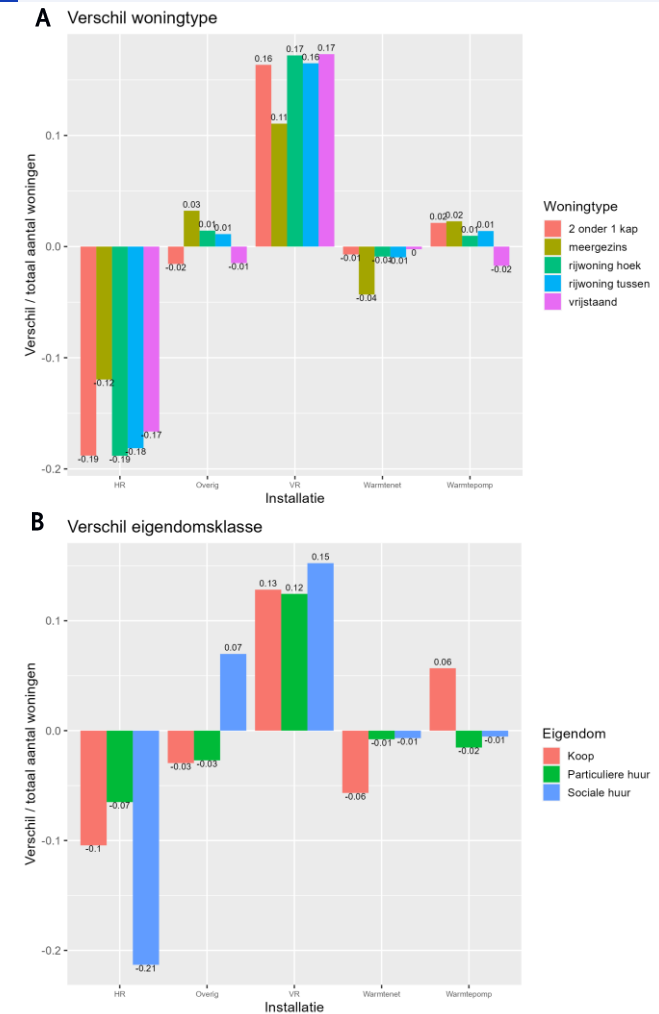 A Verschil woningtype
0.17
0.17
0.16
0.16
0.11
0.1
0.03
0.02
0.02
0.01
0.01
0.01
0.01
0.0
-0.02
-0.01
-0.01
-0.04
-0.01
-0.01
0
-0.02
-0.1
-0.12
-0.17
-0.18
-0.19
-0.19
-0.2
Verschil / totaal aantal woningen
HR Overig VR Warmtenet Warmtepomp
Installatie
Woningtype
2 onder 1 kap
meergezins
rijwoning hoek
rijwoning tussen
vrijstaand
B Verschil eigendomsklasse
0.15
0.13
0.12
0.1
0.07
0.06
0.0
-0.03
-0.03
-0.01
-0.01
-0.02
-0.01
-0.06
-0.07
-0.1
-0.1
-0.2
-0.21
Verschil / totaal aantal woningen
HR Overig VR Warmtenet Warmtepomp
Installatie
Eigendom
Koop
Particuliere huur
Sociale huur